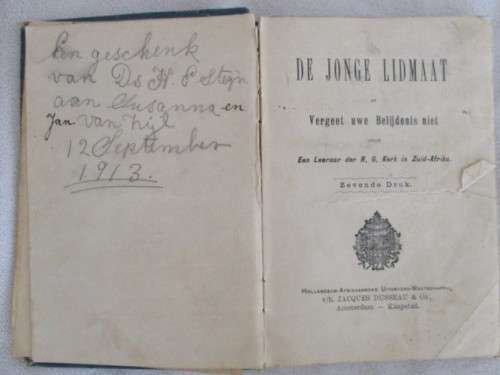 Een geschenk
van Ds H. P Steyn
aan Susanna en
Jan van Zijl
12 September
1913.
DE JONGE LIDMAAT
OF
Vergeet uwe Belijdenis niet
DOOR
Een Leeraar der N. G. Kerk in Zuid-Afrika.
Zevende Druk.
HOLLANDSCH-AFRIKAANSCHE UITGEVERS-MAATSCHAPPIJ,
v/h. JACQUES DUSSEAU & Co.,
Amsterdam — Kaapstad.